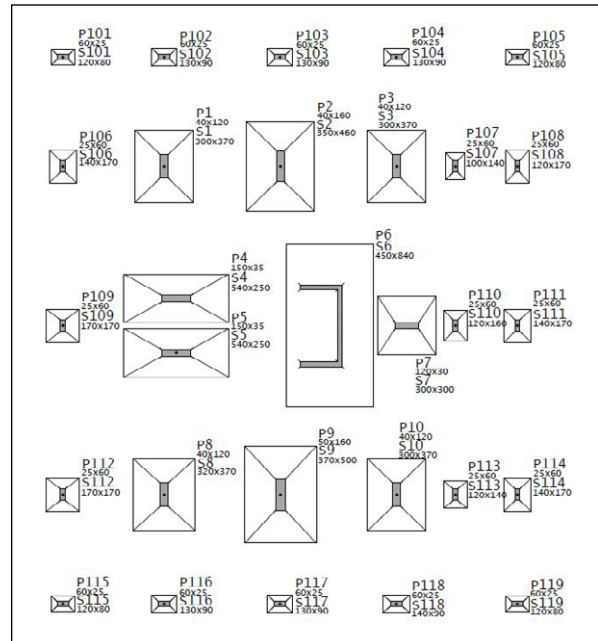 P101
60x25
S101
120x80
P102
60x25
S102
130x90
P103
60x25
S103
130x90
P104
60x25
S104
130x90
P105
60x25
S105
120x80
P106
25x60
S106
140x170
P1
40x120
S1
300x370
P2
40x160
S2
350x460
P3
40x120
S3
300x370
P107
25x60
S107
100x140
P108
25x60
S108
120x170
P109
25x60
S109
170x170
P4
150x35
S4
540x250
P5
150x35
S5
540x250
P6
S6
450x840
P7
120x30
S7
300x300
P110
25x60
S110
120x160
P111
25x60
S111
140x170
P112
25x60
S112
170x170
P8
40x120
S8
320x370
P9
50x160
S9
370x500
P10
40x120
S10
300x370
P113
25x60
S113
120x140
P114
25x60
S114
140x170
P115
60x25
S115
120x80
P116
60x25
S116
130x90
P117
60x25
S117
130x90
P118
60x25
S118
140x90
P119
60x25
S119
120x80